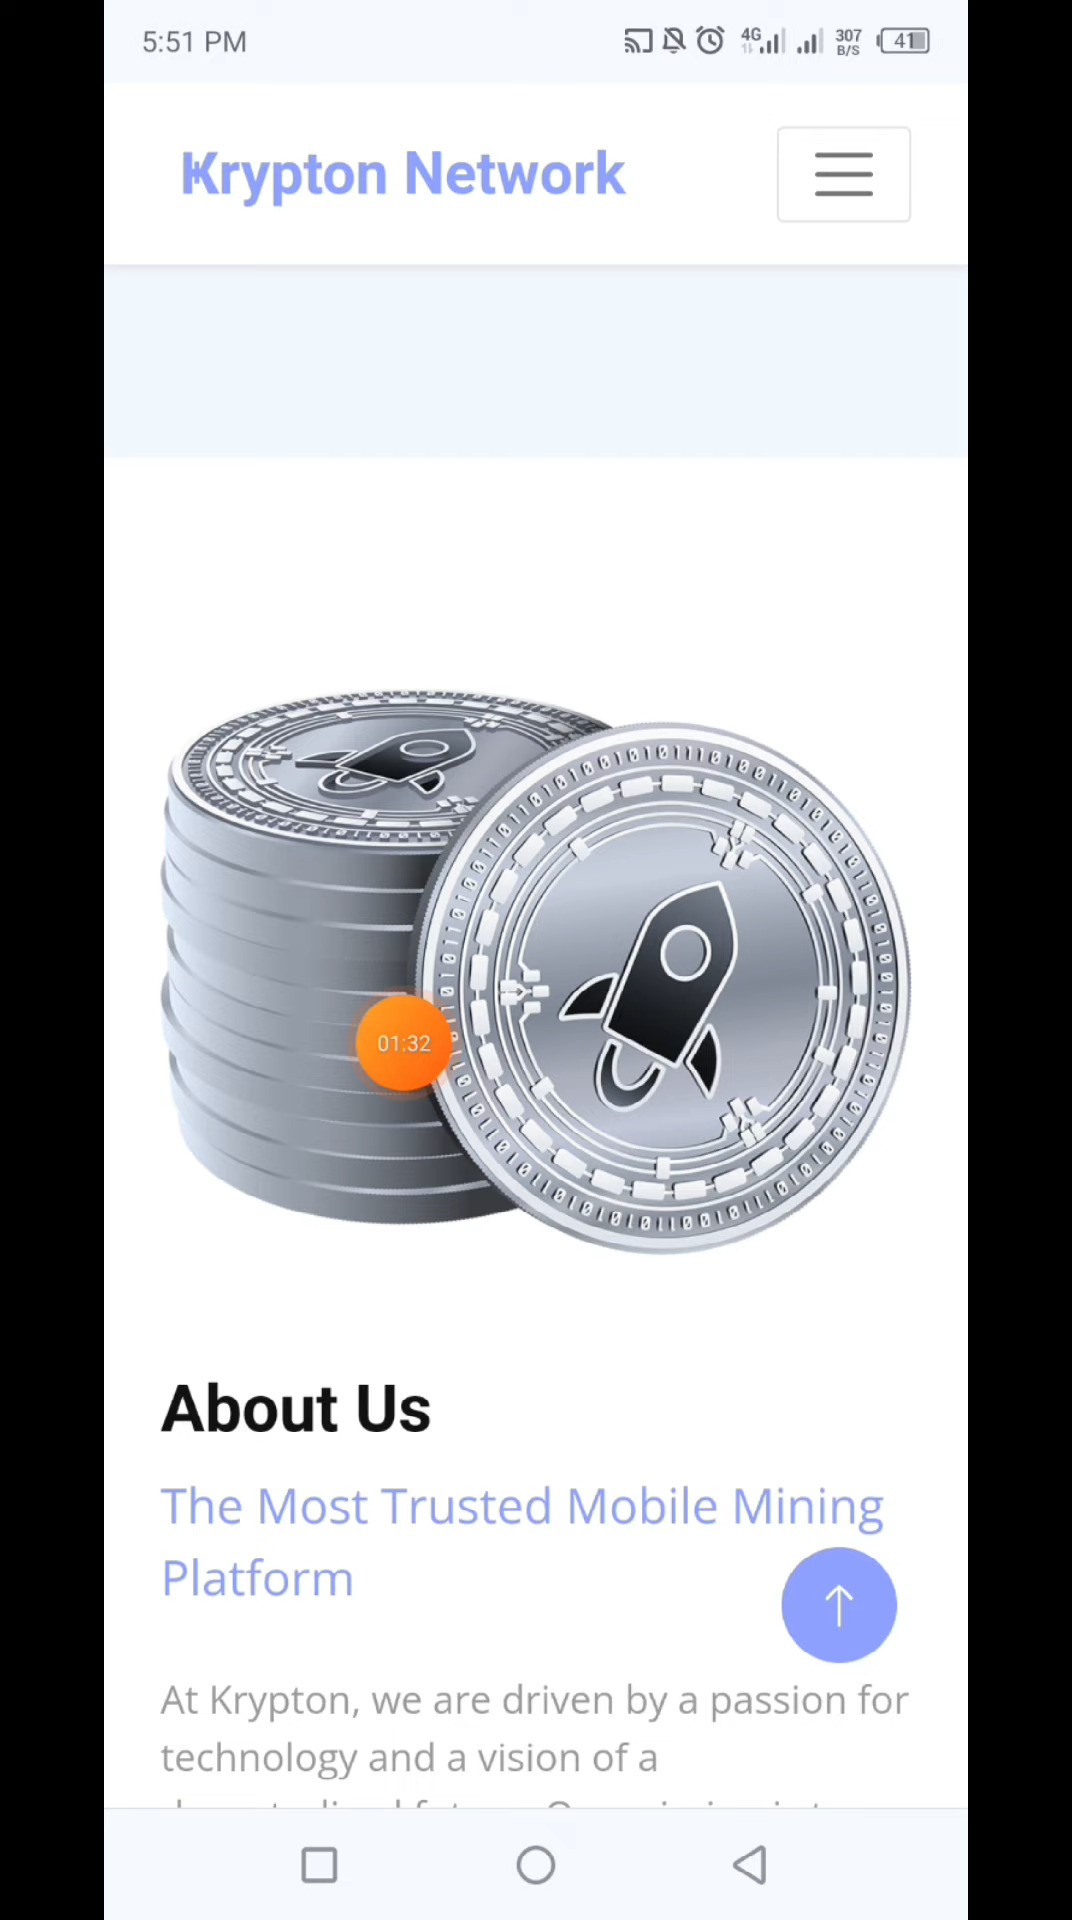 5:51 PM
4G
307
B/S
41
Krypton Network
01:32
About Us
The Most Trusted Mobile Mining
Platform
At Krypton, we are driven by a passion for
technology and a vision of a